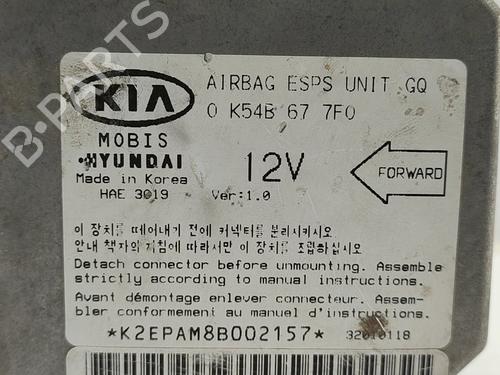 KIA
AIRBAG ESPS UNIT GQ
0 K54B 67 7F0
MOBIS
HYUNDAI
12V
FORWARD
Made in Korea
HAE 3019
Ver:1.0
이 장치를 떼어내기 전에 커넥터를 분리시키시오
안내 책자의 지침에 따라서만 이 장치를 조립하십시오
Detach connector before unmounting. Assemble
strictly according to manual instructions.
Avant démontage enlever connecteur. Assem-
bler conformement au manuel d'instructions.
*K2EPAM8B002157*
32010118